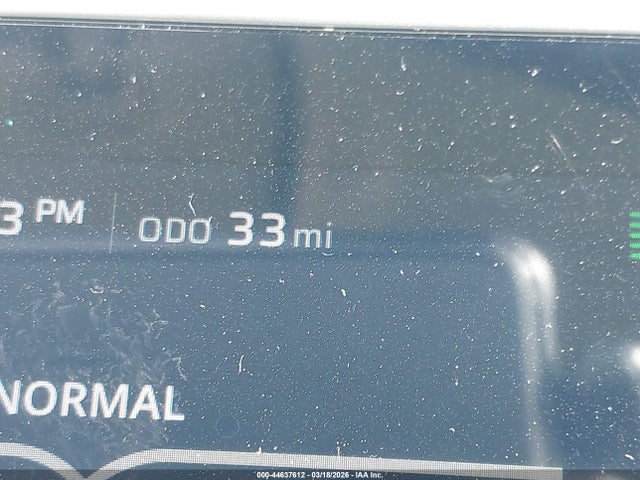 3 PM ODO 33 mi
NORMAL
000-44637612 - 03/18/2026 - IAA Inc.